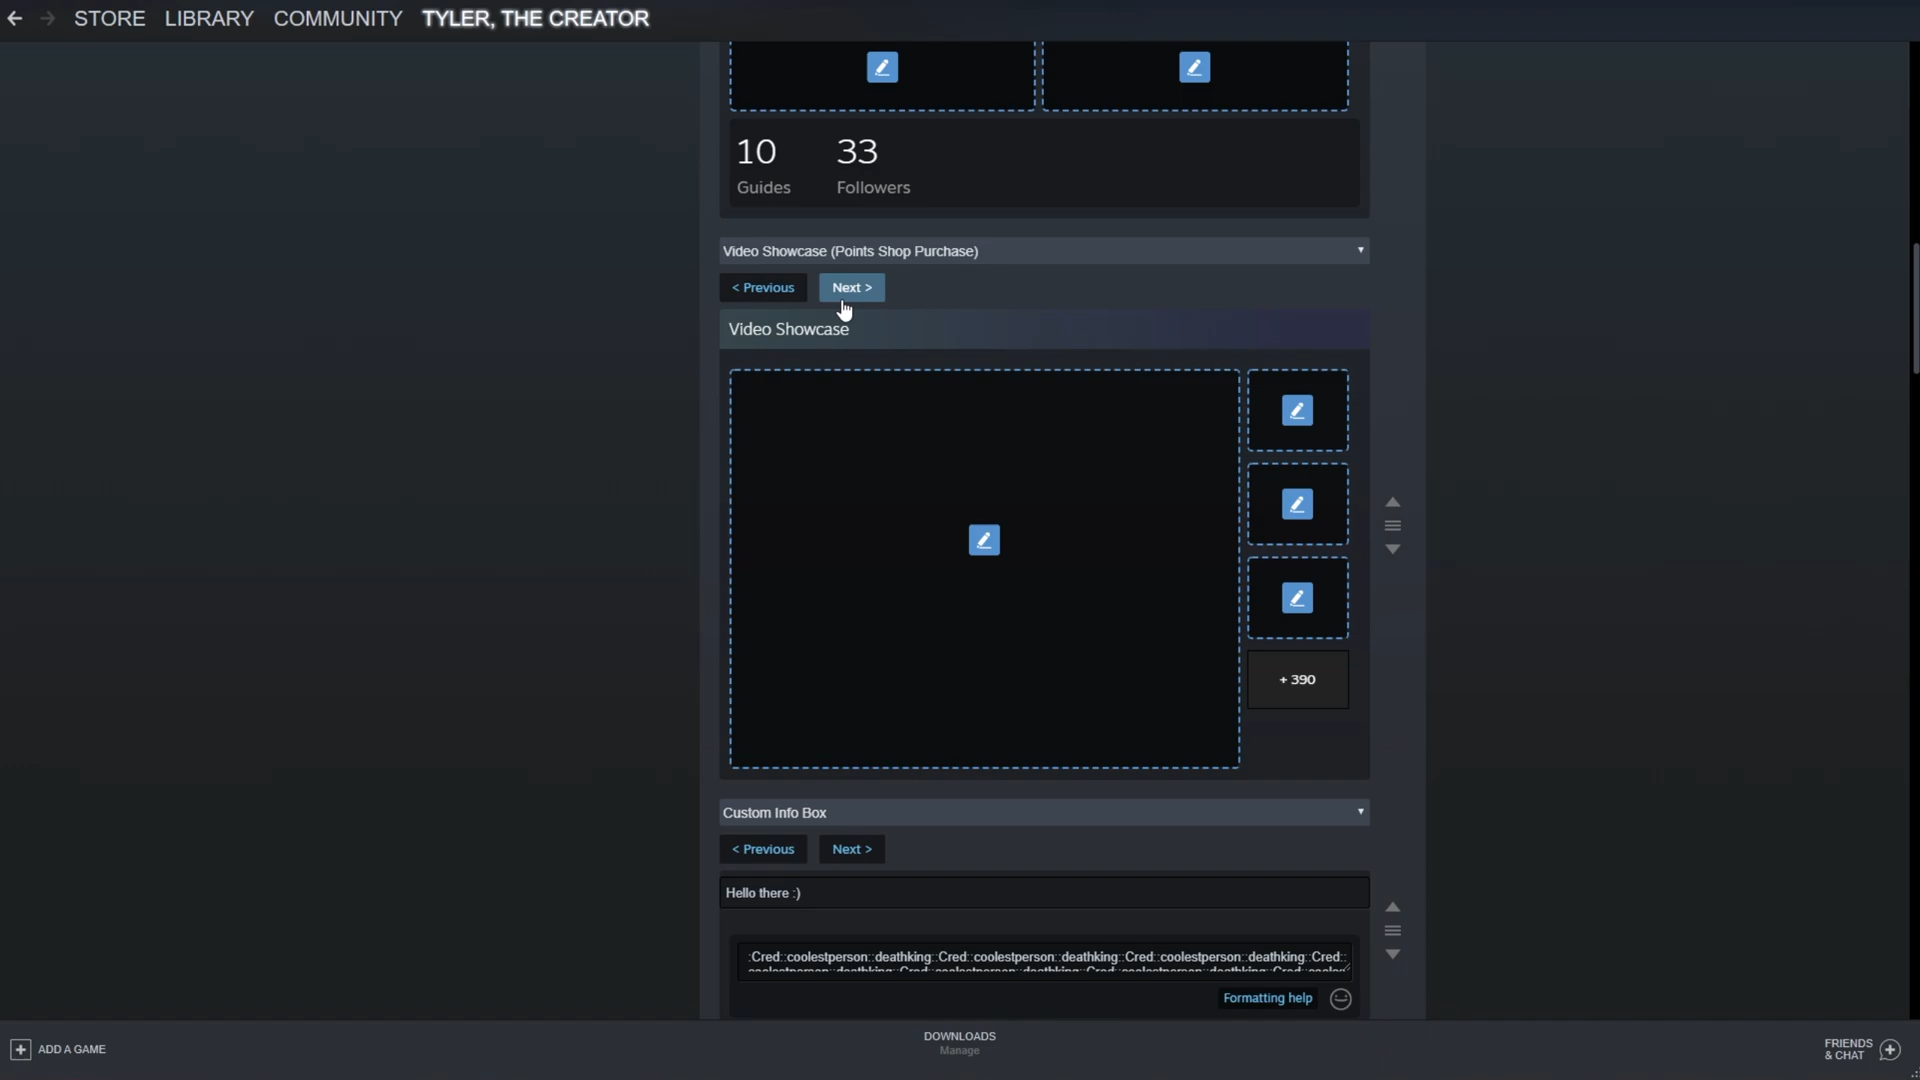 STORE LIBRARY COMMUNITY TYLER, THE CREATOR
10 33
Guides Followers
Video Showcase (Points Shop Purchase)
< Previous Next >
Video Showcase
+ 390
Custom Info Box
< Previous Next >
Hello there :)
:Cred::coolestperson::deathking::Cred::coolestperson::deathking::Cred::coolestperson::deathking::Cred::
Formatting help
ADD A GAME
DOWNLOADS
Manage
FRIENDS
& CHAT